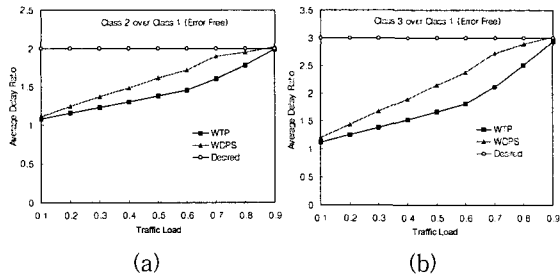 Class 2 over Class 1 (Error Free)
Average Delay Ratio
2.5
2
1.5
1
0.5
0
WTP
WDPS
Desired
0.1 0.2 0.3 0.4 0.5 0.6 0.7 0.8 0.9
Traffic Load
(a)
Class 3 over Class 1 (Error Free)
Average Delay Ratio
3.5
3
2.5
2
1.5
1
0.5
0
WTP
WDPS
Desired
0.1 0.2 0.3 0.4 0.5 0.6 0.7 0.8 0.9
Traffic Load
(b)